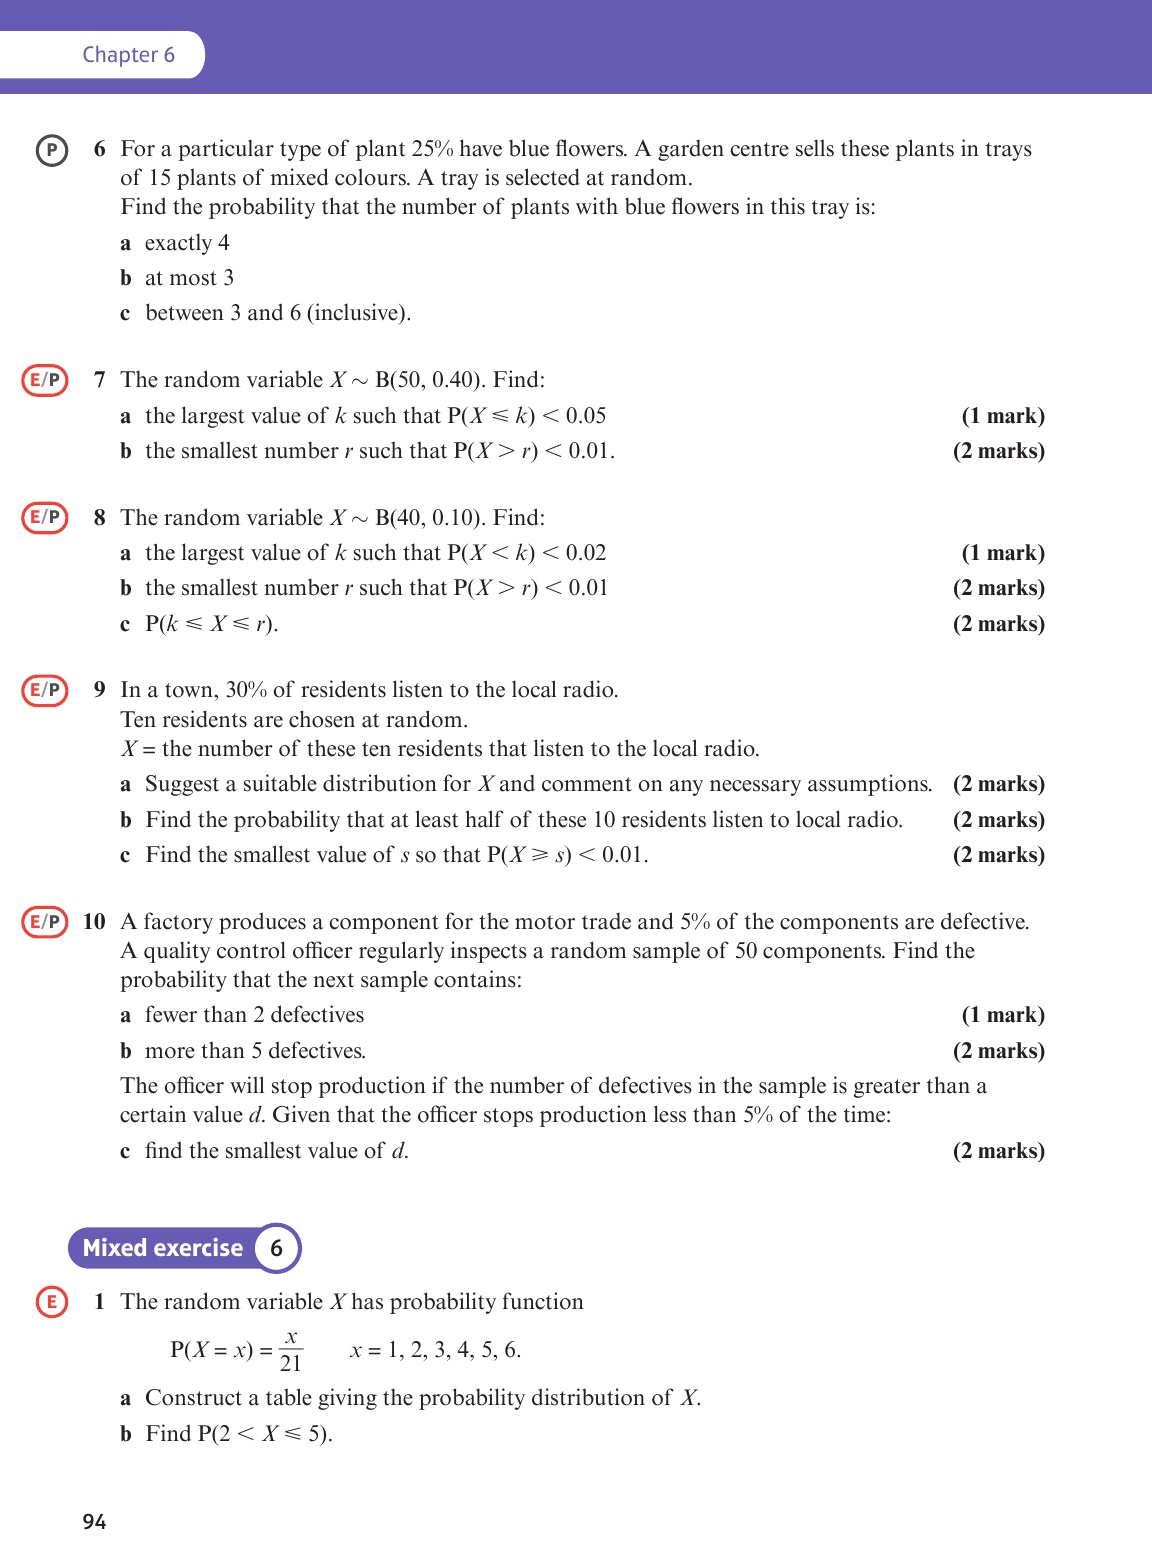 Chapter 6
P 6 For a particular type of plant 25% have blue flowers. A garden centre sells these plants in trays
of 15 plants of mixed colours. A tray is selected at random.
Find the probability that the number of plants with blue flowers in this tray is:
a exactly 4
b at most 3
c between 3 and 6 (inclusive).
E/P 7 The random variable X ~ B(50, 0.40). Find:
a the largest value of k such that P(X ⩽ k) < 0.05 (1 mark)
b the smallest number r such that P(X > r) < 0.01. (2 marks)
E/P 8 The random variable X ~ B(40, 0.10). Find:
a the largest value of k such that P(X < k) < 0.02 (1 mark)
b the smallest number r such that P(X > r) < 0.01 (2 marks)
c P(k ⩽ X ⩽ r). (2 marks)
E/P 9 In a town, 30% of residents listen to the local radio.
Ten residents are chosen at random.
X = the number of these ten residents that listen to the local radio.
a Suggest a suitable distribution for X and comment on any necessary assumptions. (2 marks)
b Find the probability that at least half of these 10 residents listen to local radio. (2 marks)
c Find the smallest value of s so that P(X ⩾ s) < 0.01. (2 marks)
E/P 10 A factory produces a component for the motor trade and 5% of the components are defective.
A quality control officer regularly inspects a random sample of 50 components. Find the
probability that the next sample contains:
a fewer than 2 defectives (1 mark)
b more than 5 defectives. (2 marks)
The officer will stop production if the number of defectives in the sample is greater than a
certain value d. Given that the officer stops production less than 5% of the time:
c find the smallest value of d. (2 marks)
Mixed exercise 6
E 1 The random variable X has probability function
P(X = x) = x/21 x = 1, 2, 3, 4, 5, 6.
a Construct a table giving the probability distribution of X.
b Find P(2 < X ⩽ 5).
94